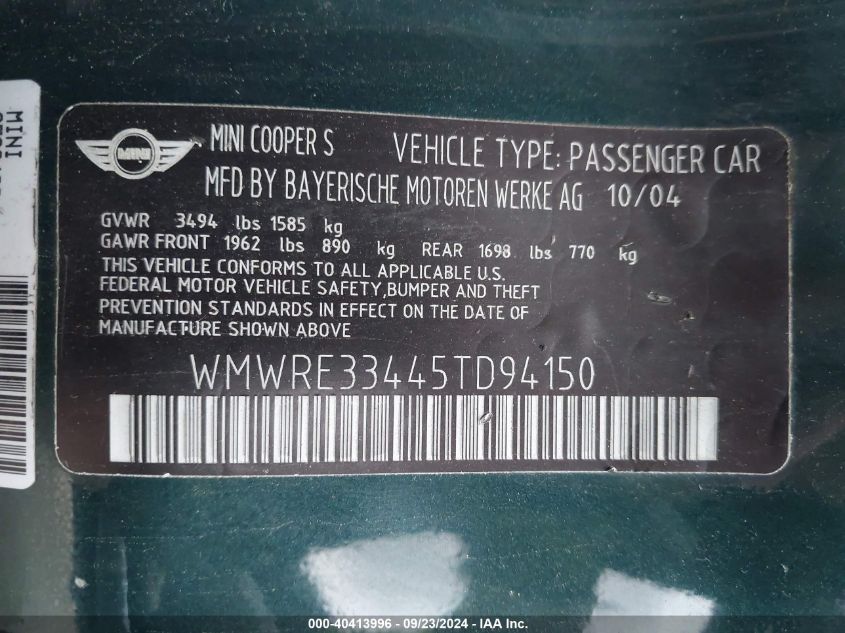 MINI
MINI COOPER S VEHICLE TYPE: PASSENGER CAR
MFD BY BAYERISCHE MOTOREN WERKE AG 10/04
GVWR 3494 lbs 1585 kg
GAWR FRONT 1962 lbs 890 kg REAR 1698 lbs 770 kg
THIS VEHICLE CONFORMS TO ALL APPLICABLE U.S.
FEDERAL MOTOR VEHICLE SAFETY,BUMPER AND THEFT
PREVENTION STANDARDS IN EFFECT ON THE DATE OF
MANUFACTURE SHOWN ABOVE
WMWRE33445TD94150
MINI
000-40413996 - 09/23/2024 - IAA Inc.